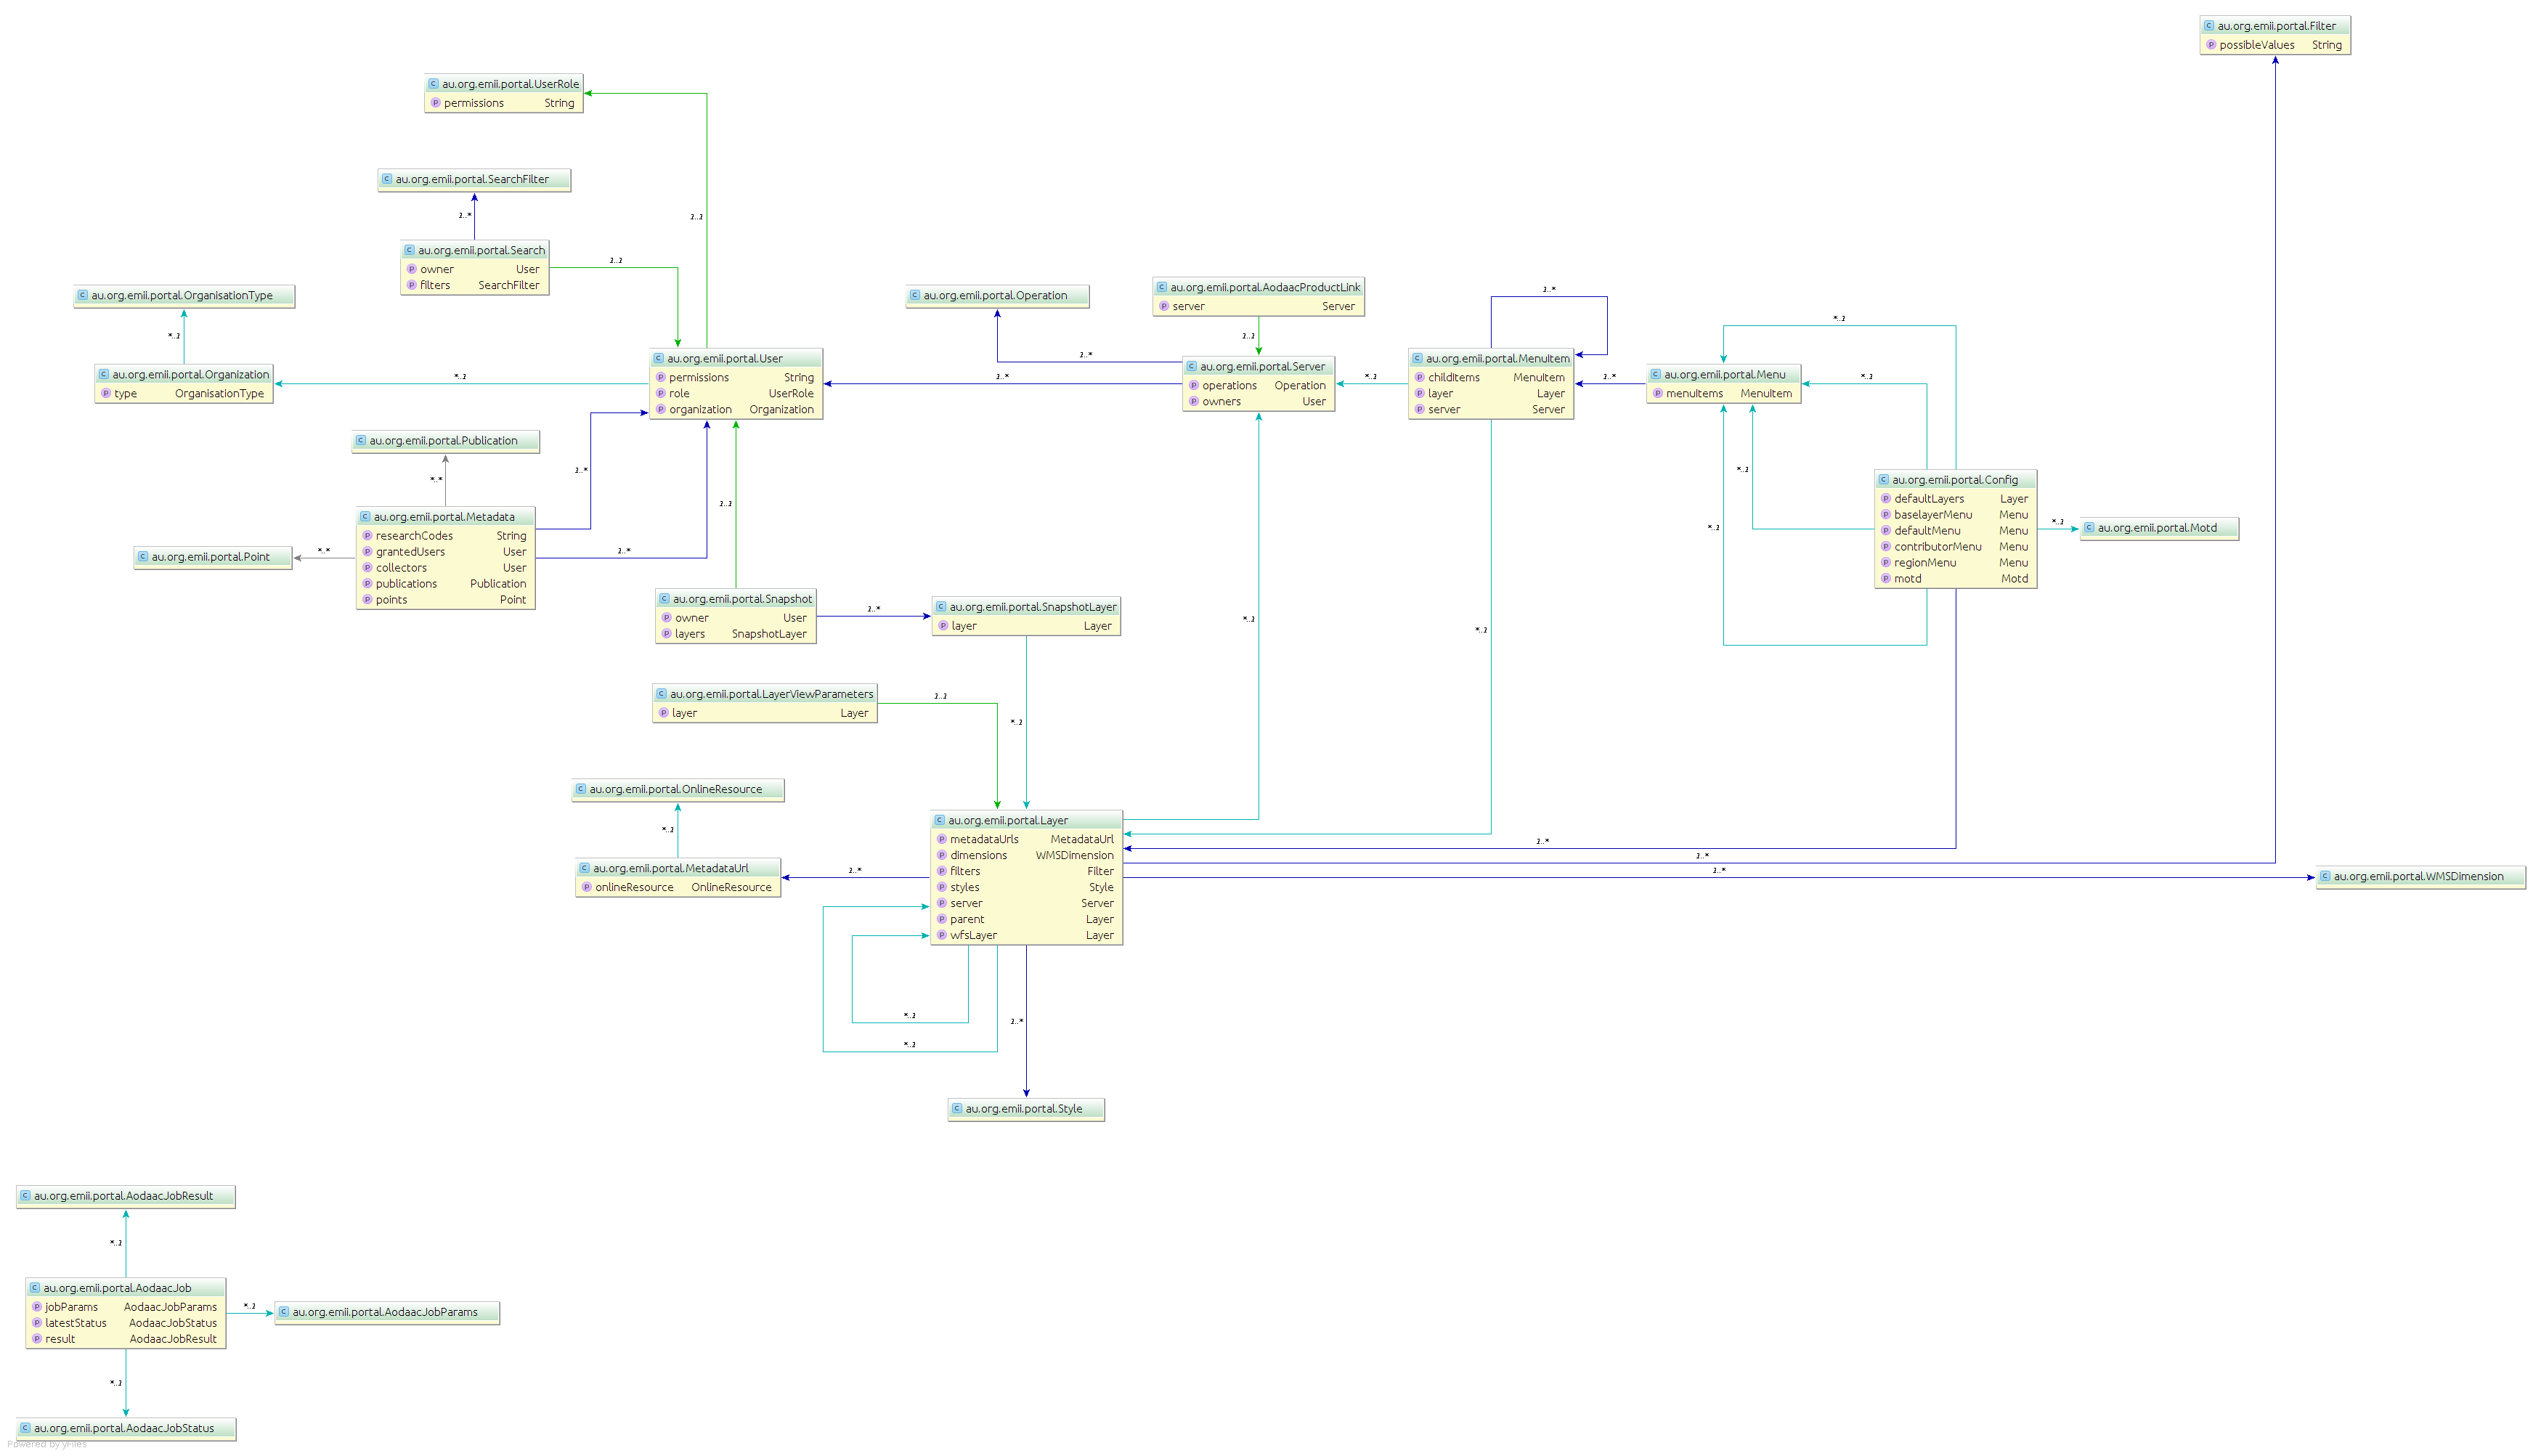 au.org.emii.portal.Filter
possibleValues String
au.org.emii.portal.UserRole
permissions String
au.org.emii.portal.SearchFilter
1..*
1..1
au.org.emii.portal.Search
owner User
filters SearchFilter
1..1
au.org.emii.portal.OrganisationType
*..1
au.org.emii.portal.Organization
type OrganisationType
*..1
au.org.emii.portal.User
permissions String
role UserRole
organization Organization
au.org.emii.portal.Operation
1..*
1..*
au.org.emii.portal.AodaacProductLink
server Server
1..1
au.org.emii.portal.Server
operations Operation
owners User
*..1
1..*
au.org.emii.portal.MenuItem
childItems MenuItem
layer Layer
server Server
1..*
au.org.emii.portal.Menu
menuItems MenuItem
*..1
*..1
*..1
*..1
au.org.emii.portal.Config
defaultLayers Layer
baselayerMenu Menu
defaultMenu Menu
contributorMenu Menu
regionMenu Menu
motd Motd
*..1
au.org.emii.portal.Motd
au.org.emii.portal.Publication
*..*
1..*
au.org.emii.portal.Metadata
researchCodes String
grantedUsers User
collectors User
publications Publication
points Point
1..*
au.org.emii.portal.Point
*..*
1..1
au.org.emii.portal.Snapshot
owner User
layers SnapshotLayer
1..*
au.org.emii.portal.SnapshotLayer
layer Layer
*..1
*..1
au.org.emii.portal.LayerViewParameters
layer Layer
1..1
*..1
au.org.emii.portal.OnlineResource
*..1
au.org.emii.portal.MetadataUrl
onlineResource OnlineResource
1..*
au.org.emii.portal.Layer
metadataUrls MetadataUrl
dimensions WMSDimension
filters Filter
styles Style
server Server
parent Layer
wfsLayer Layer
1..*
1..*
1..*
au.org.emii.portal.WMSDimension
*..1
*..1
1..*
au.org.emii.portal.Style
au.org.emii.portal.AodaacJobResult
*..1
au.org.emii.portal.AodaacJob
jobParams AodaacJobParams
latestStatus AodaacJobStatus
result AodaacJobResult
*..1
au.org.emii.portal.AodaacJobParams
*..1
au.org.emii.portal.AodaacJobStatus
Powered by yFiles